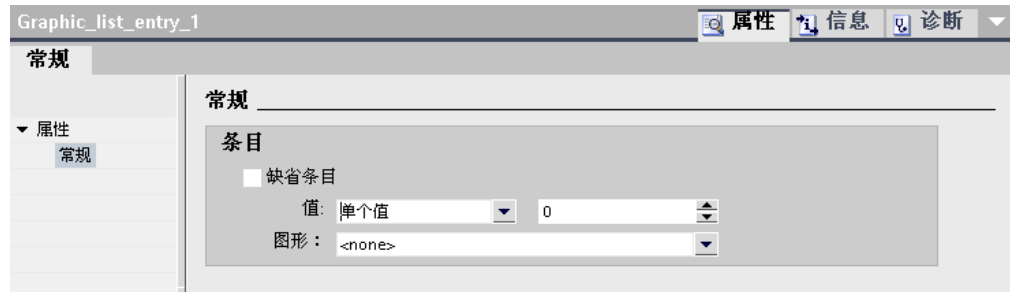 Graphic_list_entry_1
属性 信息 诊断
常规
常规
属性
常规
条目
缺省条目
值: 单个值 0
图形： <none>